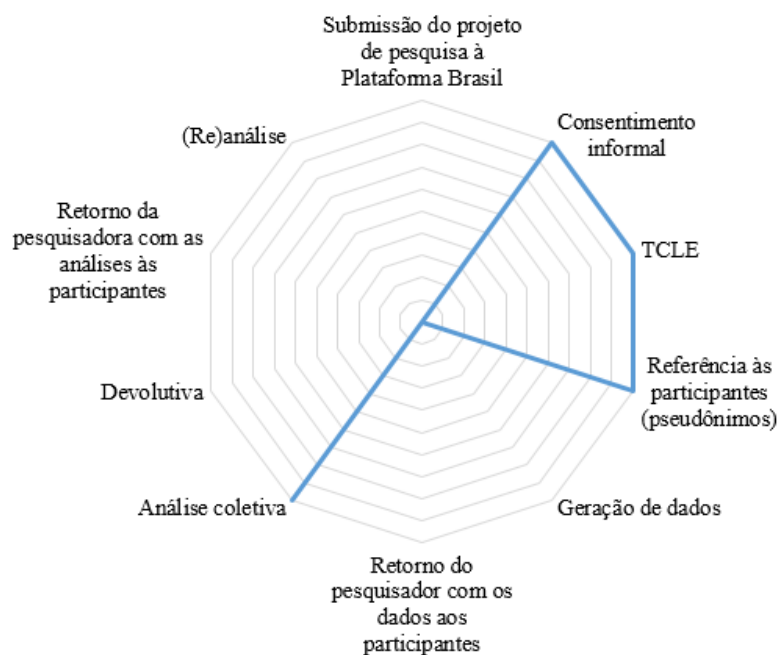 Submissão do projeto
de pesquisa à
Plataforma Brasil
Consentimento
informal
TCLE
Referência às
participantes
(pseudônimos)
Geração de dados
Retorno do
pesquisador com os
dados aos
participantes
Análise coletiva
Devolutiva
Retorno da
pesquisadora com as
análises às
participantes
(Re)análise